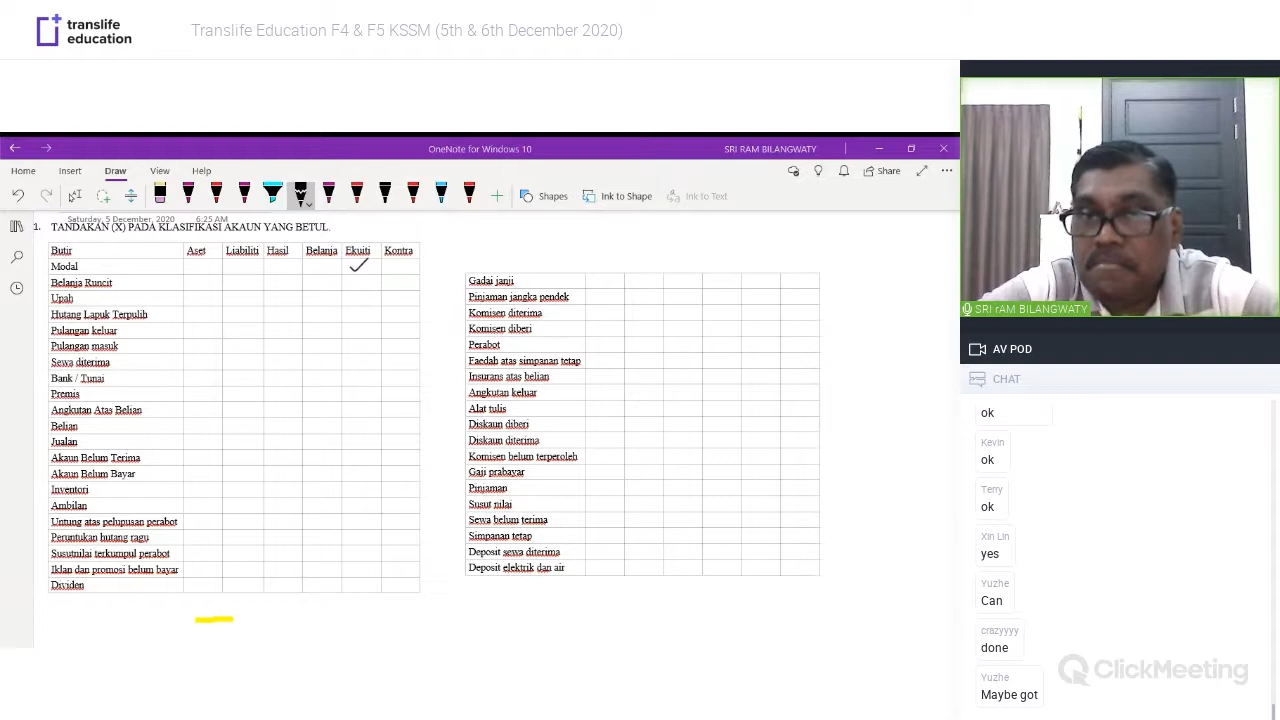 translife
education
Translife Education F4 & F5 KSSM (5th & 6th December 2020)
OneNote for Windows 10
SRI RAM BILANGWATY
Home Insert Draw View Help
Share
Shapes Ink to Shape Ink to Text
Saturday, 5 December, 2020 6:25 AM
1. TANDAKAN (X) PADA KLASIFIKASI AKAUN YANG BETUL.
Butir Aset Liabiliti Hasil Belanja Ekuiti Kontra
Modal
Belanja Runcit
Upah
Hutang Lapuk Terpulih
Pulangan keluar
Pulangan masuk
Sewa diterima
Bank / Tunai
Premis
Angkutan Atas Belian
Belian
Jualan
Akaun Belum Terima
Akaun Belum Bayar
Inventori
Ambilan
Untung atas pelupusan perabot
Peruntukan hutang ragu
Susutnilai terkumpul perabot
Iklan dan promosi belum bayar
Dividen
Gadai janji
Pinjaman jangka pendek
Komisen diterima
Komisen diberi
Perabot
Faedah atas simpanan tetap
Insurans atas belian
Angkutan keluar
Alat tulis
Diskaun diberi
Diskaun diterima
Komisen belum terperoleh
Gaji prabayar
Pinjaman
Susut nilai
Sewa belum terima
Simpanan tetap
Deposit sewa diterima
Deposit elektrik dan air
SRI rAM BILANGWATY
AV POD
CHAT
ok
Kevin
ok
Terry
ok
Xin Lin
yes
Yuzhe
Can
crazyyyy
done
Yuzhe
Maybe got
ClickMeeting